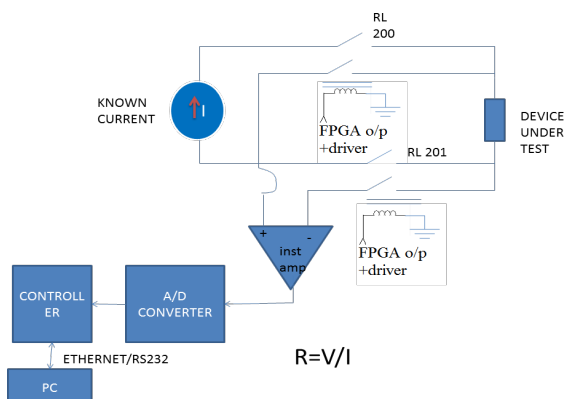 RL
200
KNOWN
CURRENT
I
FPGA o/p
+driver
DEVICE
UNDER
TEST
RL 201
+
-
inst
amp
FPGA o/p
+driver
CONTROLL
ER
A/D
CONVERTER
ETHERNET/RS232
R=V/I
PC